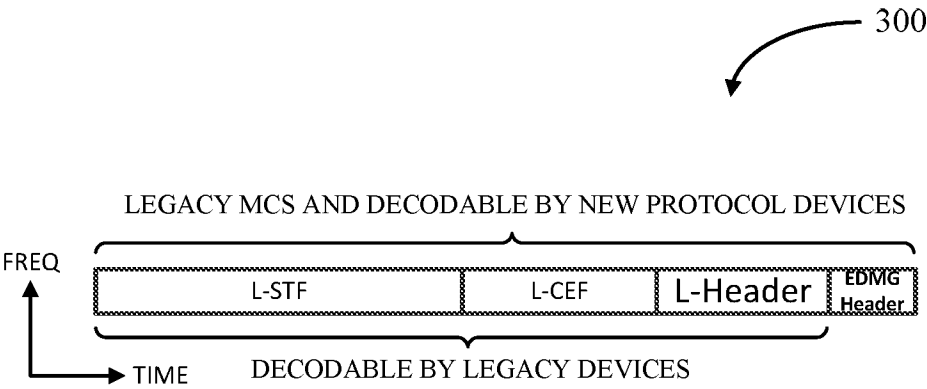 300
LEGACY MCS AND DECODABLE BY NEW PROTOCOL DEVICES
FREQ
L-STF
L-CEF
L-Header
EDMG
Header
TIME
DECODABLE BY LEGACY DEVICES